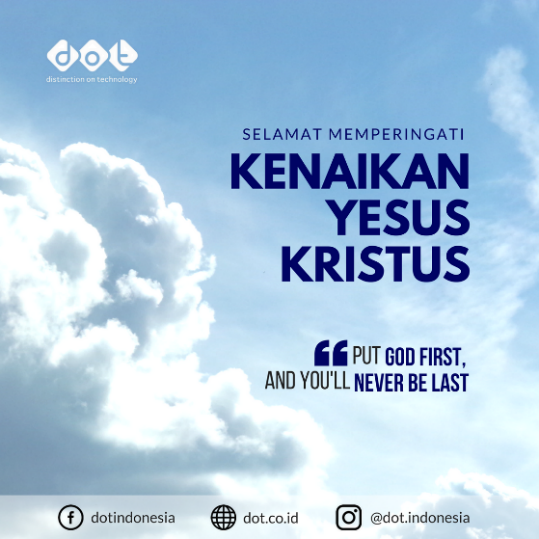 dot
distinction on technology
SELAMAT MEMPERINGATI
KENAIKAN
YESUS
KRISTUS
“PUT GOD FIRST,
AND YOU'LL NEVER BE LAST
dotindonesia
dot.co.id
@dot.indonesia